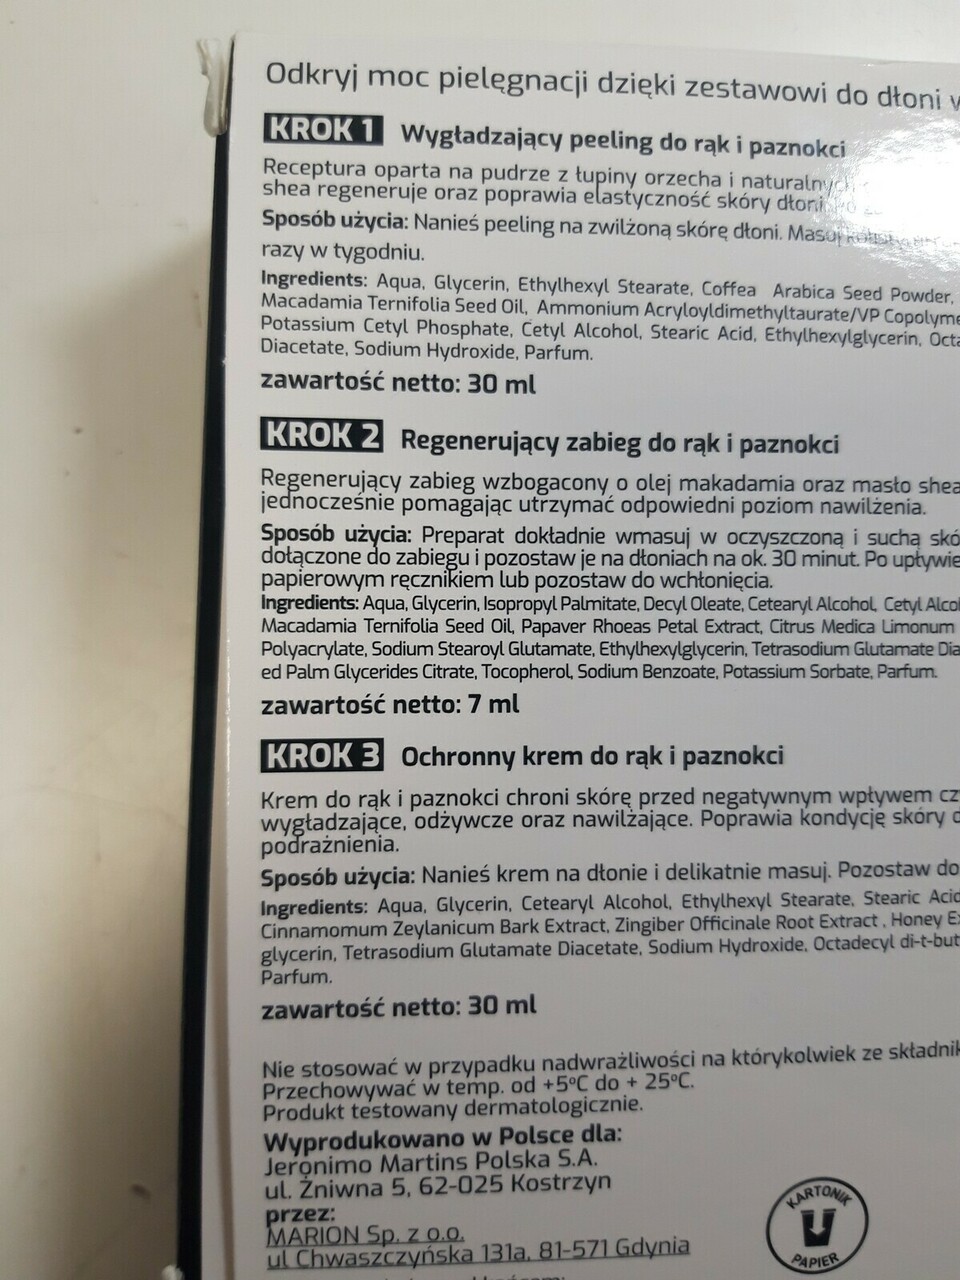 Odkryj moc pielęgnacji dzięki zestawowi do dłoni
KROK 1 Wygładzający peeling do rąk i paznokci
Receptura oparta na pudrze z łupiny orzecha i
shea regeneruje oraz poprawia elastyczność skóry dłoni.
Sposób użycia: Nanieś peeling na zwilżoną skórę dłoni. Masuj
razy w tygodniu.
Ingredients: Aqua, Glycerin, Ethylhexyl Stearate, Coffea Arabica Seed Powder,
Macadamia Ternifolia Seed Oil, Ammonium Acryloyldimethyltaurate/VP
Potassium Cetyl Phosphate, Cetyl Alcohol, Stearic Acid, Ethylhexylglycerin,
Diacetate, Sodium Hydroxide, Parfum.
zawartość netto: 30 ml
KROK 2 Regenerujący zabieg do rąk i paznokci
Regenerujący zabieg wzbogacony o olej makadamia oraz masło shea
jednocześnie pomagając utrzymać odpowiedni poziom nawilżenia.
Sposób użycia: Preparat dokładnie wmasuj w oczyszczoną i suchą
dołączone do zabiegu i pozostaw je na dłoniach na ok. 30 minut. Po upływie
papierowym ręcznikiem lub pozostaw do wchłonięcia.
Ingredients: Aqua, Glycerin, Isopropyl Palmitate, Decyl Oleate, Cetearyl Alcohol, Cetyl
Macadamia Ternifolia Seed Oil, Papaver Rhoeas Petal Extract, Citrus Medica Limonum
Polyacrylate, Sodium Stearoyl Glutamate, Ethylhexylglycerin, Tetrasodium Glutamate
ed Palm Glycerides Citrate, Tocopherol, Sodium Benzoate, Potassium Sorbate, Parfum.
zawartość netto: 7 ml
KROK 3 Ochronny krem do rąk i paznokci
Krem do rąk i paznokci chroni skórę przed negatywnym wpływem
wygładzające, odżywcze oraz nawilżające. Poprawia kondycję skóry
podrażnienia.
Sposób użycia: Nanieś krem na dłonie i delikatnie masuj. Pozostaw do
Ingredients: Aqua, Glycerin, Cetearyl Alcohol, Ethylhexyl Stearate, Stearic
Cinnamomum Zeylanicum Bark Extract, Zingiber Officinale Root Extract , Honey
glycerin, Tetrasodium Glutamate Diacetate, Sodium Hydroxide, Octadecyl
Parfum.
zawartość netto: 30 ml
Nie stosować w przypadku nadwrażliwości na którykolwiek ze
Przechowywać w temp. od +5ºC do + 25ºC.
Produkt testowany dermatologicznie.
Wyprodukowano w Polsce dla:
Jeronimo Martins Polska S.A.
ul. Żniwna 5, 62-025 Kostrzyn
przez:
MARION Sp. z o.o.
ul Chwaszczyńska 131a, 81-571 Gdynia
KARTONIK
PAPIER